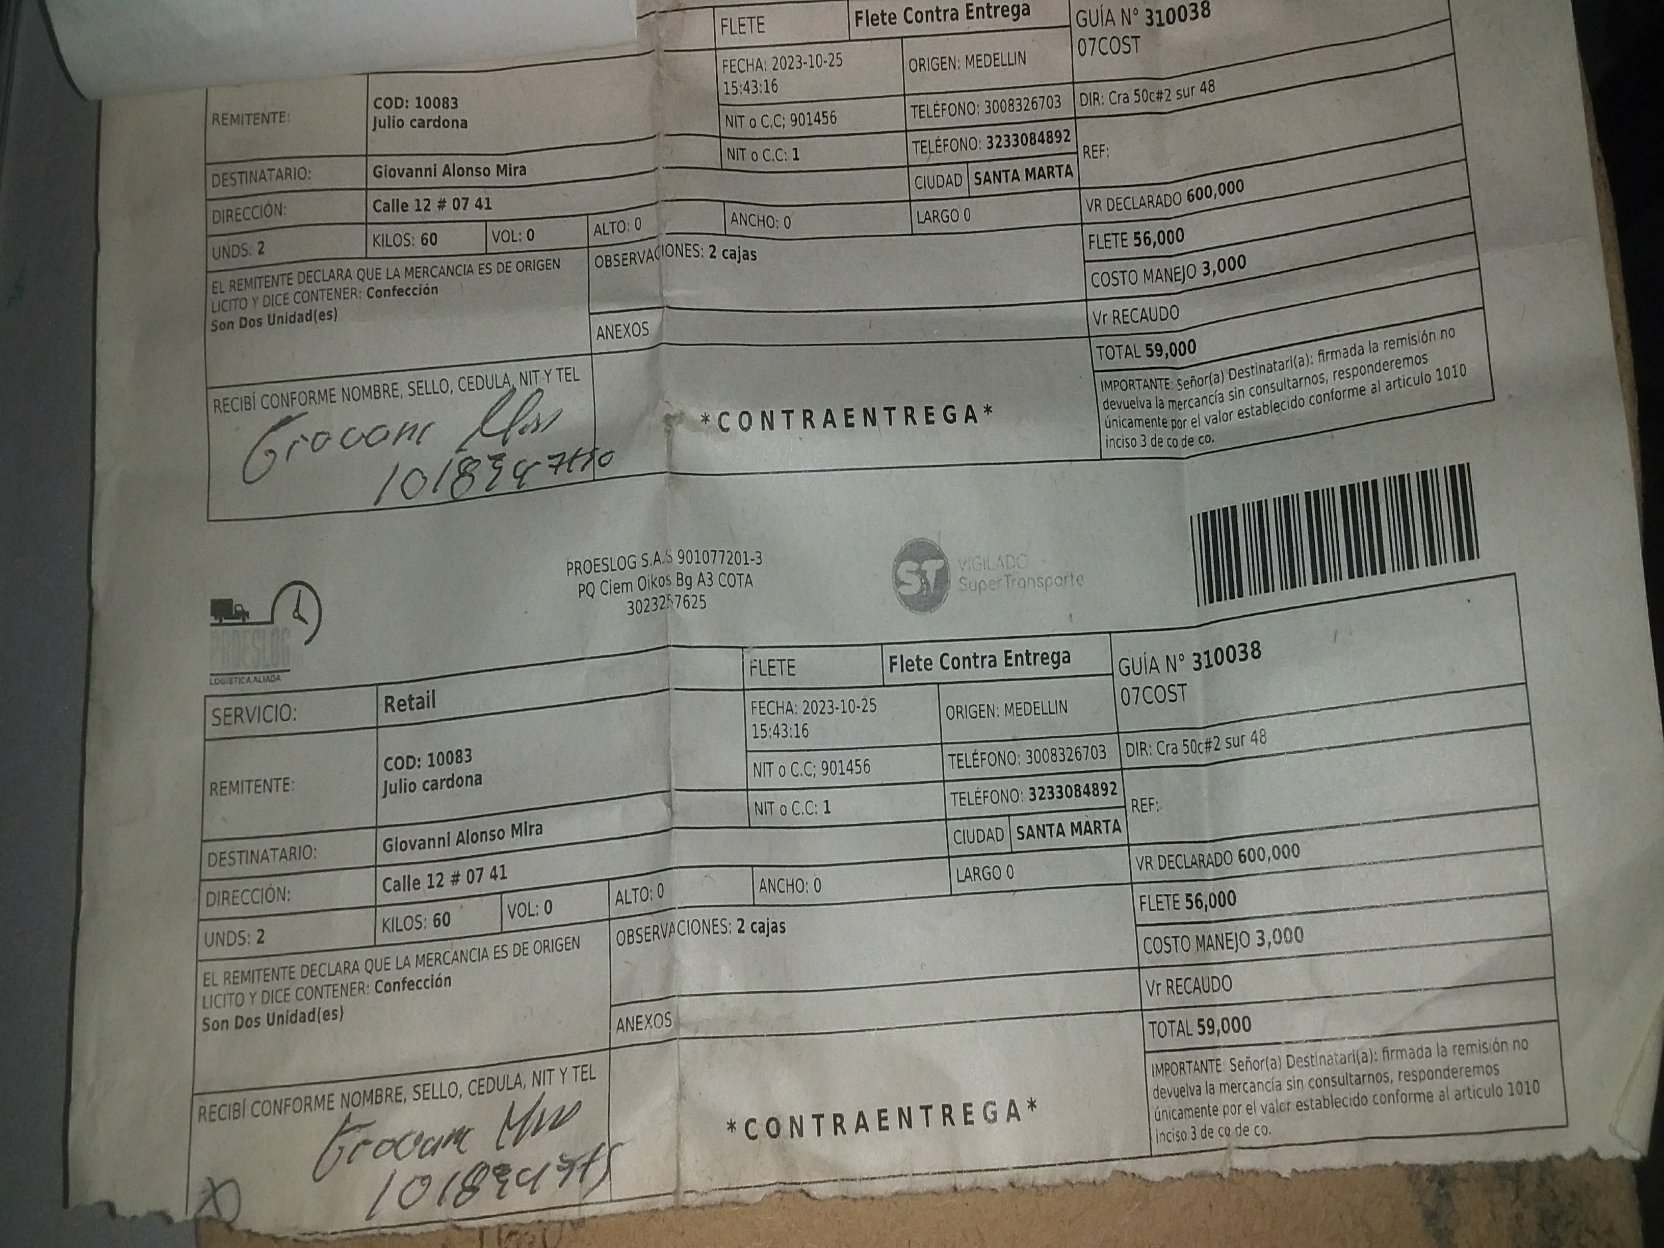 FLETE Flete Contra Entrega GUÍA N° 310038
07COST
REMITENTE: COD: 10083
Julio cardona
FECHA: 2023-10-25
15:43:16
ORIGEN: MEDELLIN
NIT o C.C; 901456 TELÉFONO: 3008326703 DIR: Cra 50c#2 sur 48
NIT o C.C: 1 TELÉFONO: 3233084892 REF:
DESTINATARIO: Giovanni Alonso Mira CIUDAD SANTA MARTA
DIRECCIÓN: Calle 12 # 07 41 VR DECLARADO 600,000
UNDS: 2 KILOS: 60 VOL: 0 ALTO: 0 ANCHO: 0 LARGO 0
FLETE 56,000
EL REMITENTE DECLARA QUE LA MERCANCIA ES DE ORIGEN
LICITO Y DICE CONTENER: Confección
Son Dos Unidad(es)
OBSERVACIONES: 2 cajas
COSTO MANEJO 3,000
ANEXOS
Vr RECAUDO
TOTAL 59,000
RECIBÍ CONFORME NOMBRE, SELLO, CEDULA, NIT Y TEL
*CONTRAENTREGA*
IMPORTANTE: Señor(a) Destinatari(a): firmada la remisión no
devuelva la mercancía sin consultarnos, responderemos
únicamente por el valor establecido conforme al articulo 1010
inciso 3 de co de co.
PROESLOG
LOGISTICA ALIADA
PROESLOG S.A.S 901077201-3
PQ Ciem Oikos Bg A3 COTA
3023257625
ST VIGILADO
SuperTransporte
SERVICIO: Retail FLETE Flete Contra Entrega GUÍA N° 310038
07COST
REMITENTE: COD: 10083
Julio cardona
FECHA: 2023-10-25
15:43:16
ORIGEN: MEDELLIN
NIT o C.C; 901456 TELÉFONO: 3008326703 DIR: Cra 50c#2 sur 48
NIT o C.C: 1 TELÉFONO: 3233084892 REF:
DESTINATARIO: Giovanni Alonso Mira CIUDAD SANTA MARTA
DIRECCIÓN: Calle 12 # 07 41 VR DECLARADO 600,000
UNDS: 2 KILOS: 60 VOL: 0 ALTO: 0 ANCHO: 0 LARGO 0
FLETE 56,000
EL REMITENTE DECLARA QUE LA MERCANCIA ES DE ORIGEN
LICITO Y DICE CONTENER: Confección
Son Dos Unidad(es)
OBSERVACIONES: 2 cajas
COSTO MANEJO 3,000
ANEXOS
Vr RECAUDO
TOTAL 59,000
RECIBÍ CONFORME NOMBRE, SELLO, CEDULA, NIT Y TEL
*CONTRAENTREGA*
IMPORTANTE: Señor(a) Destinatari(a): firmada la remisión no
devuelva la mercancía sin consultarnos, responderemos
únicamente por el valor establecido conforme al articulo 1010
inciso 3 de co de co.